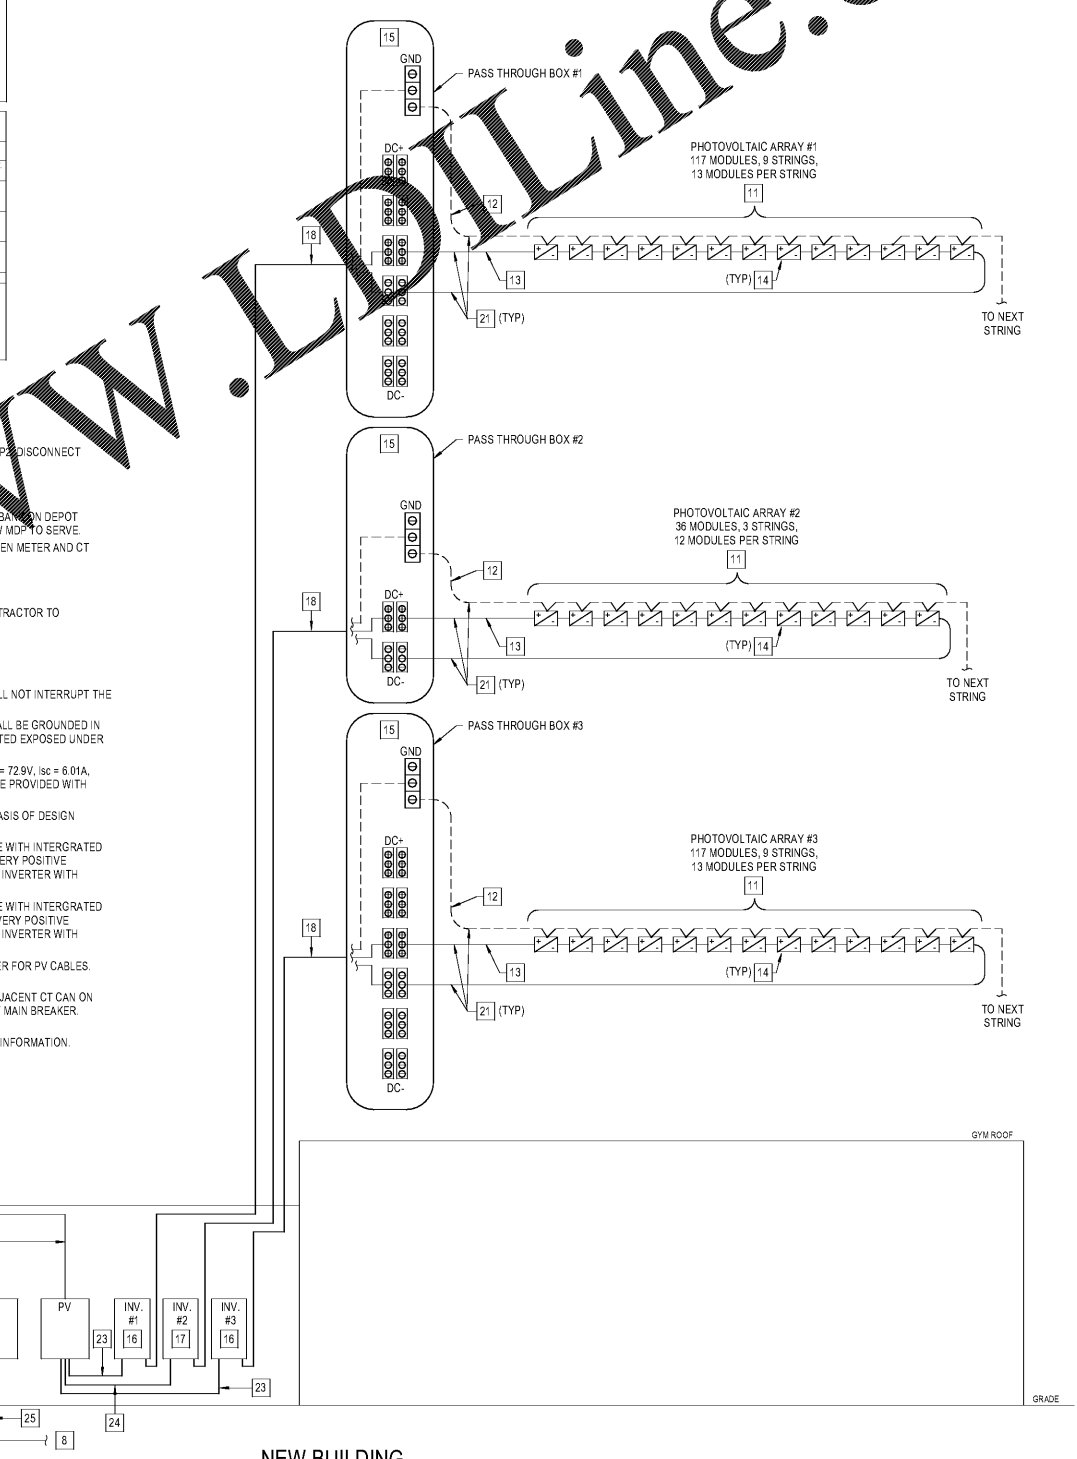 15
GND
PASS THROUGH BOX #1
DC+
PHOTOVOLTAIC ARRAY #1
117 MODULES, 9 STRINGS,
13 MODULES PER STRING
11
12
18
13
(TYP) 14
21 (TYP)
TO NEXT
STRING
DC-
www.LDILine.
15
PASS THROUGH BOX #2
GND
PHOTOVOLTAIC ARRAY #2
36 MODULES, 3 STRINGS,
12 MODULES PER STRING
11
12
DC+
18
13
(TYP) 14
DC-
21 (TYP)
TO NEXT
STRING
15
PASS THROUGH BOX #3
GND
DC+
PHOTOVOLTAIC ARRAY #3
117 MODULES, 9 STRINGS,
13 MODULES PER STRING
11
12
18
13
(TYP) 14
21 (TYP)
TO NEXT
STRING
DC-
DISCONNECT
ON DEPOT
MDP TO SERVE.
EN METER AND CT
TRACTOR TO
LL NOT INTERRUPT THE
ALL BE GROUNDED IN
TED EXPOSED UNDER
= 72.9V, Isc = 6.01A,
E PROVIDED WITH
ASIS OF DESIGN
E WITH INTERGRATED
ERY POSITIVE
INVERTER WITH
E WITH INTERGRATED
VERY POSITIVE
INVERTER WITH
ER FOR PV CABLES.
JACENT CT CAN ON
MAIN BREAKER.
INFORMATION.
GYM ROOF
PV
INV.
#1
16
INV.
#2
17
INV.
#3
16
23
23
24
25
8
GRADE
NEW BUILDING